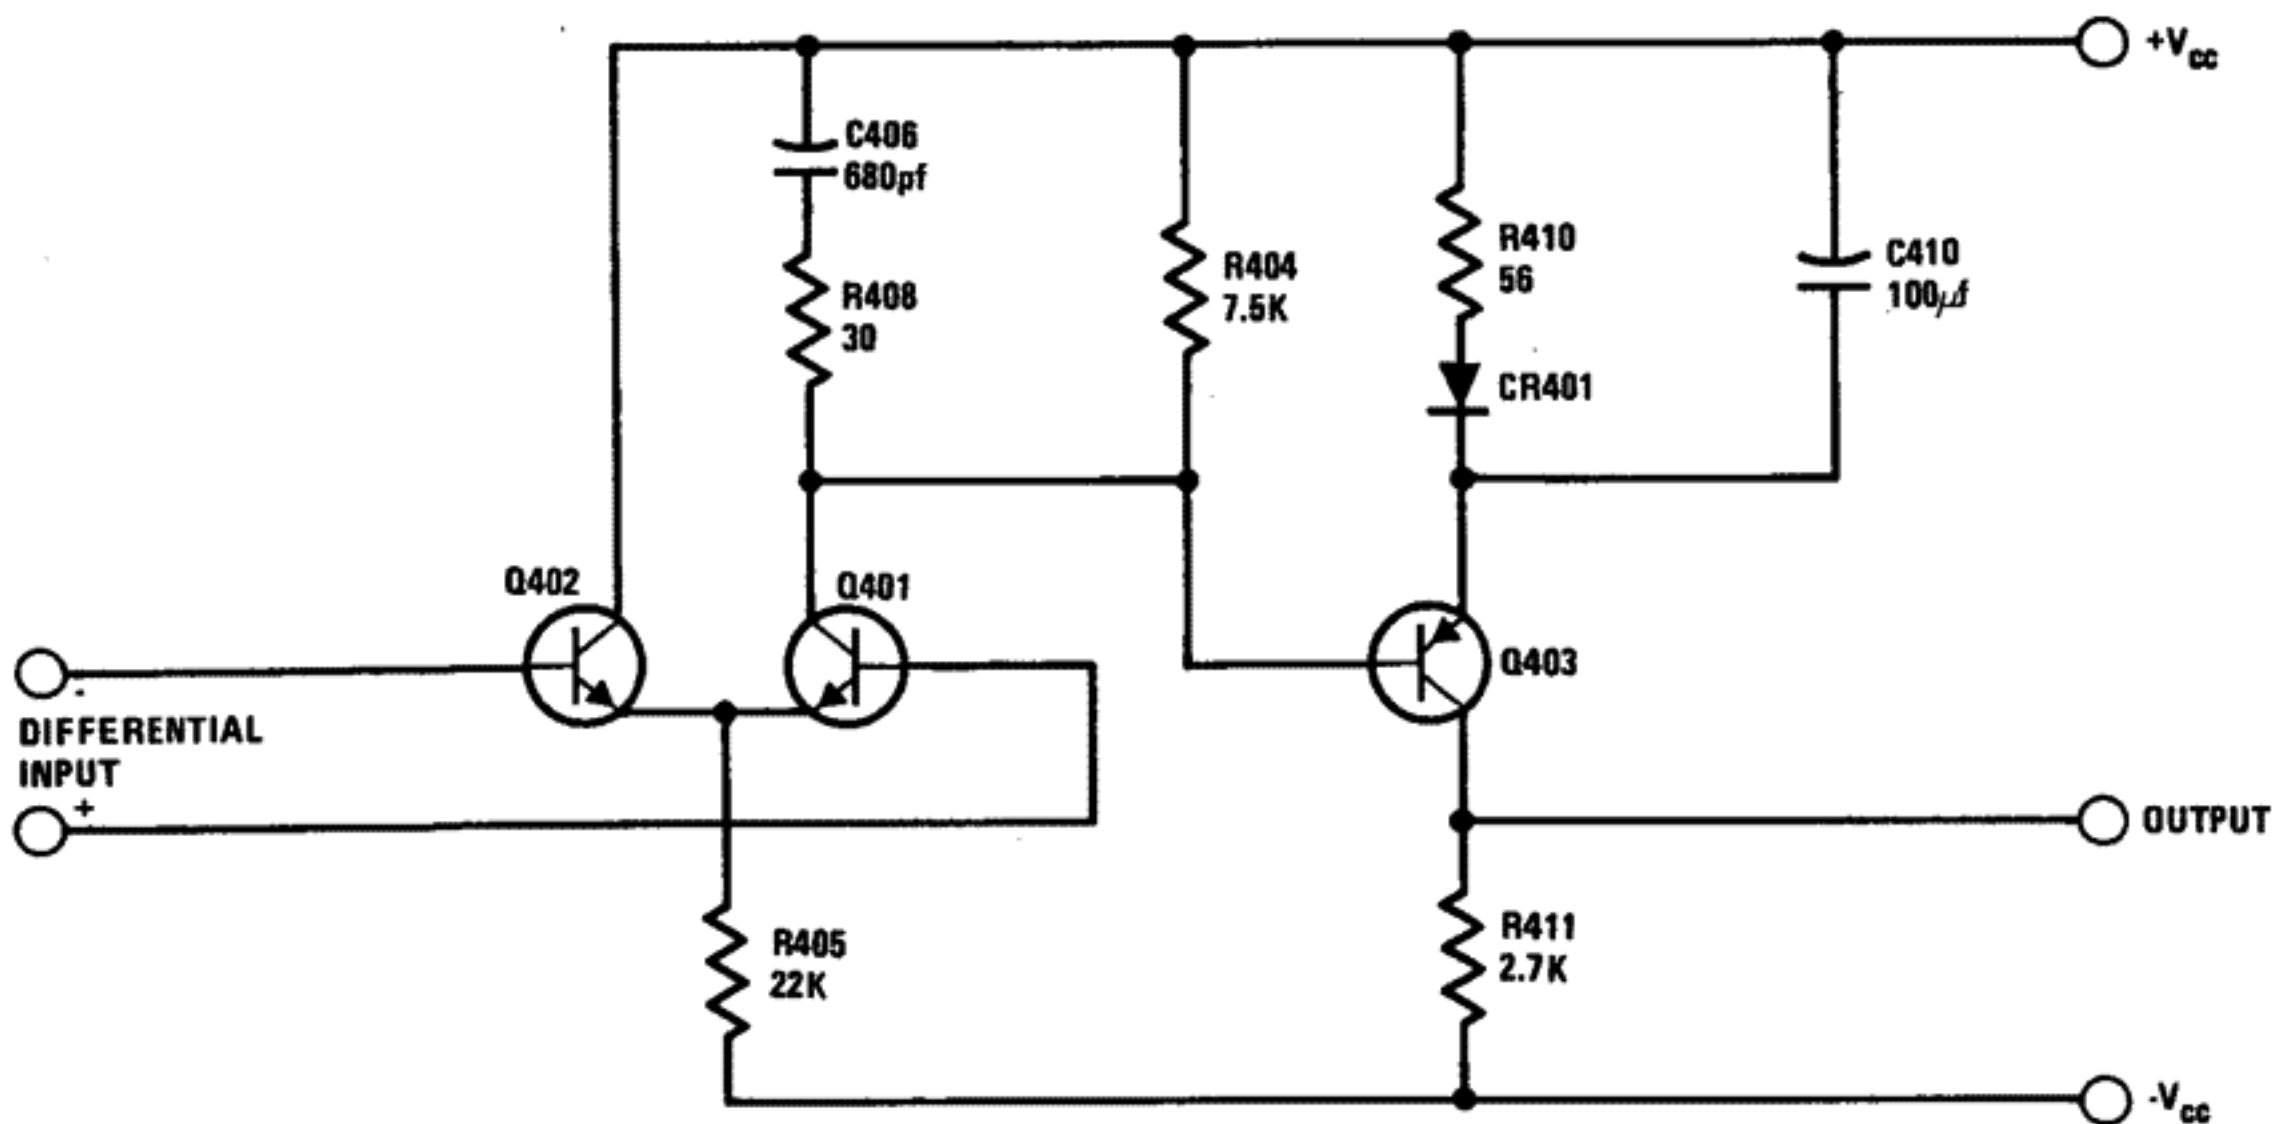 +Vcc
C406
680pf
R408
30
R404
7.5K
R410
56
CR401
C410
100μf
Q402
Q401
Q403
-
DIFFERENTIAL
INPUT
+
OUTPUT
R405
22K
R411
2.7K
-Vcc